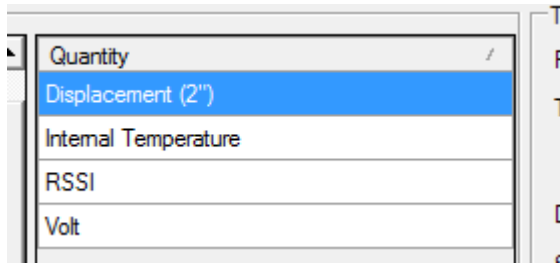 Quantity
Displacement (2")
Internal Temperature
RSSI
Volt